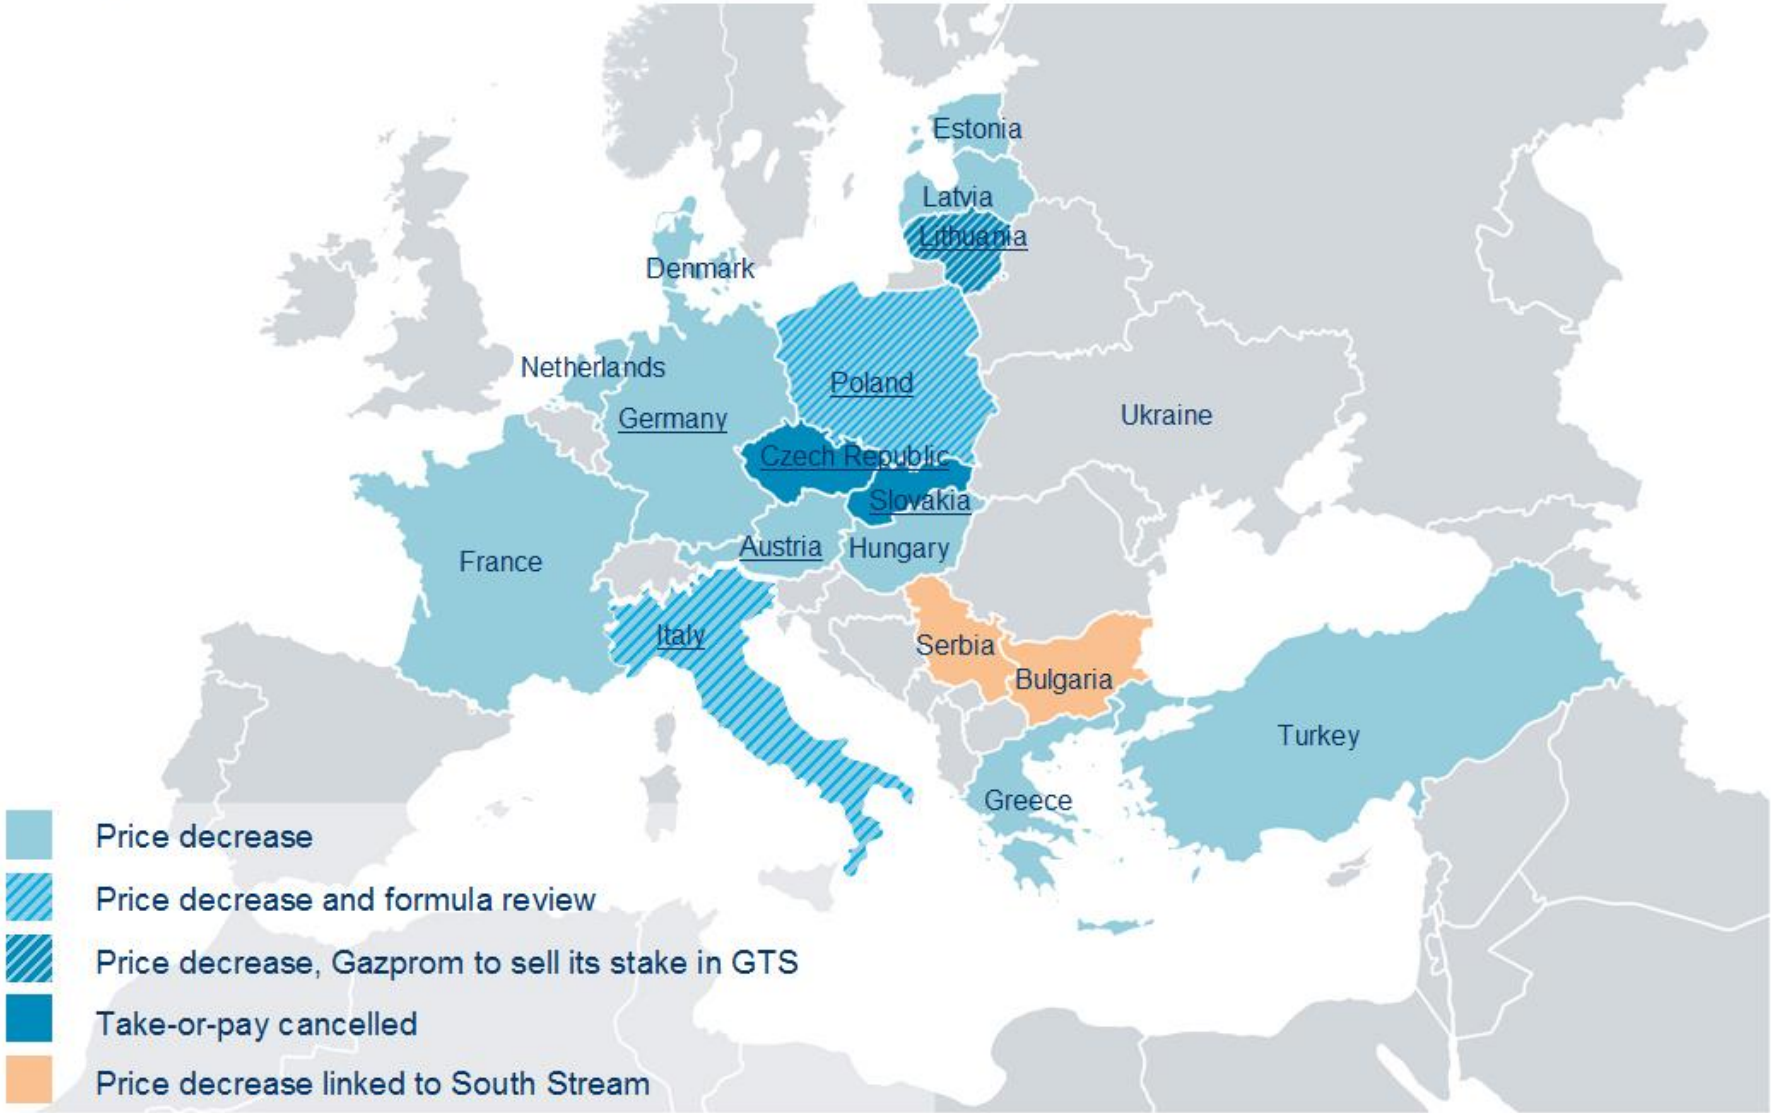 Estonia
Latvia
Lithuania
Denmark
Netherlands
Poland
Germany
Ukraine
Czech Republic
Slovakia
Austria
Hungary
France
Italy
Serbia
Bulgaria
Turkey
Greece
Price decrease
Price decrease and formula review
Price decrease, Gazprom to sell its stake in GTS
Take-or-pay cancelled
Price decrease linked to South Stream